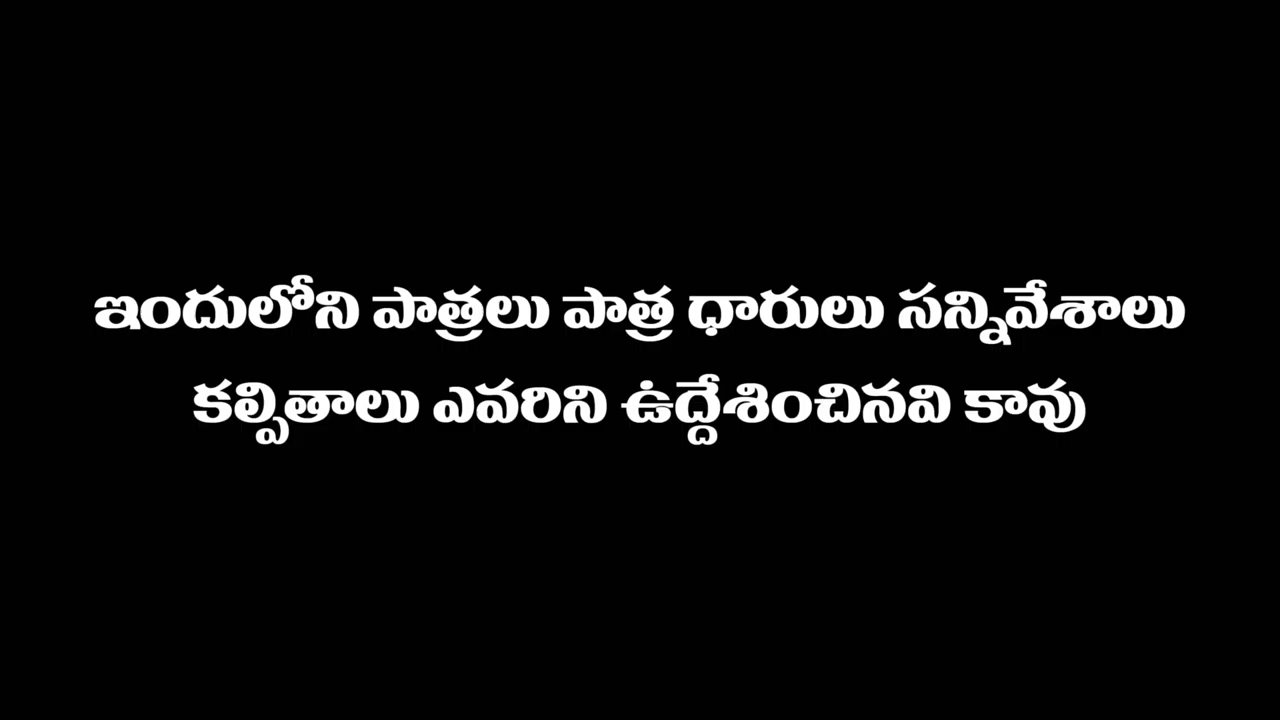 ఇందులోని పాత్రలు పాత్ర ధారులు సన్నివేశాలు
కల్పితాలు ఎవరిని ఉద్దేశించినవి కావు